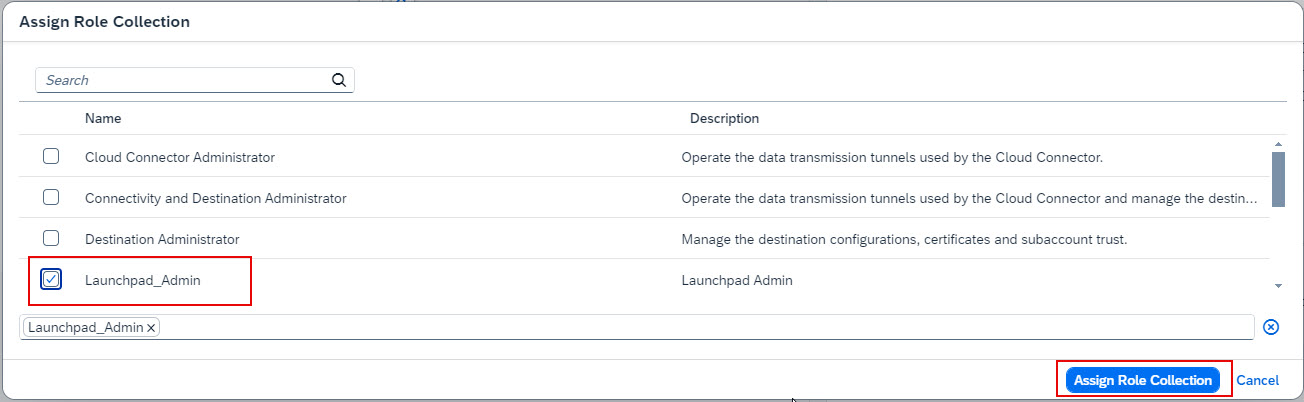 Assign Role Collection
Search
Name Description
Cloud Connector Administrator Operate the data transmission tunnels used by the Cloud Connector.
Connectivity and Destination Administrator Operate the data transmission tunnels used by the Cloud Connector and manage the destin...
Destination Administrator Manage the destination configurations, certificates and subaccount trust.
Launchpad_Admin Launchpad Admin
Launchpad_Admin
Assign Role Collection Cancel